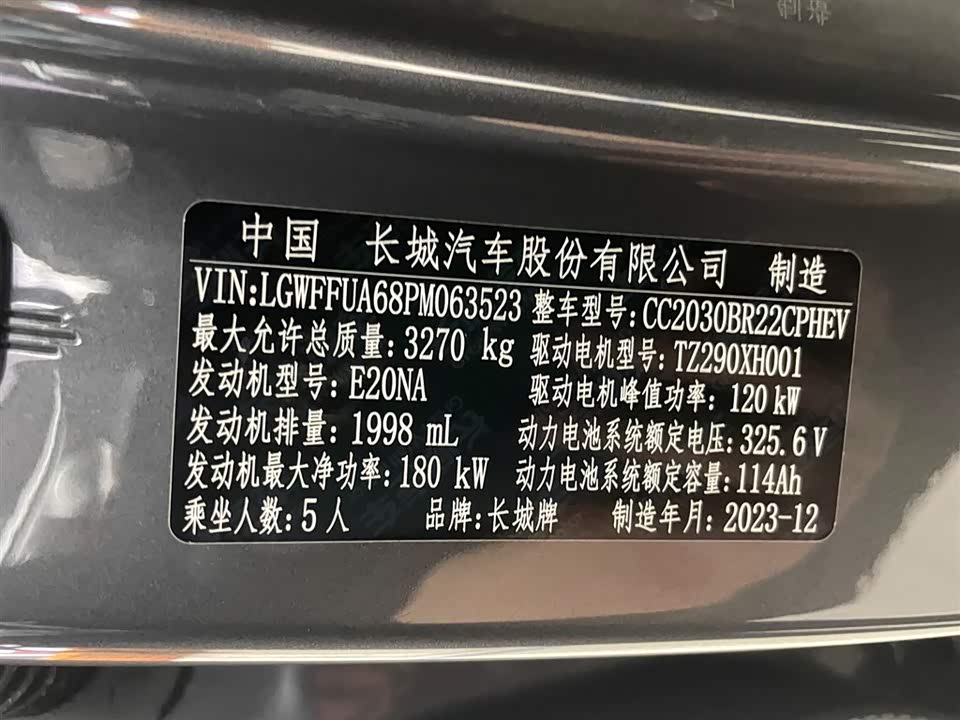 中国 长城汽车股份有限公司 制造
VIN:LGWFFUA68PM063523 整车型号:CC2030BR22CPHEV
最大允许总质量:3270 kg 驱动电机型号:TZ290XH001
发动机型号:E20NA 驱动电机峰值功率:120 kW
发动机排量:1998 mL 动力电池系统额定电压:325.6 V
发动机最大净功率:180 kW 动力电池系统额定容量:114Ah
乘坐人数:5人 品牌:长城牌 制造年月:2023-12